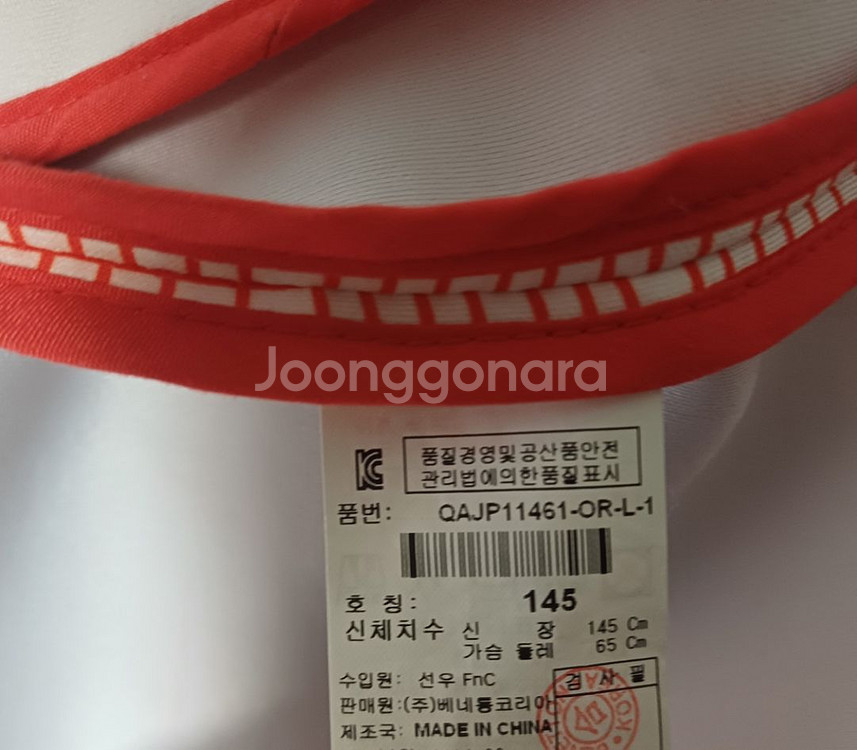 Joonggonara
품질경영및공산품안전
관리법에의한품질표시
품번: QAJP11461-OR-L-1
호 칭: 145
신체치수 신 장 145 Cm
가슴 둘레 65 Cm
수입원: 선우 FnC
검 사 필
판매원:(주)베네통코리아
제조국: MADE IN CHINA